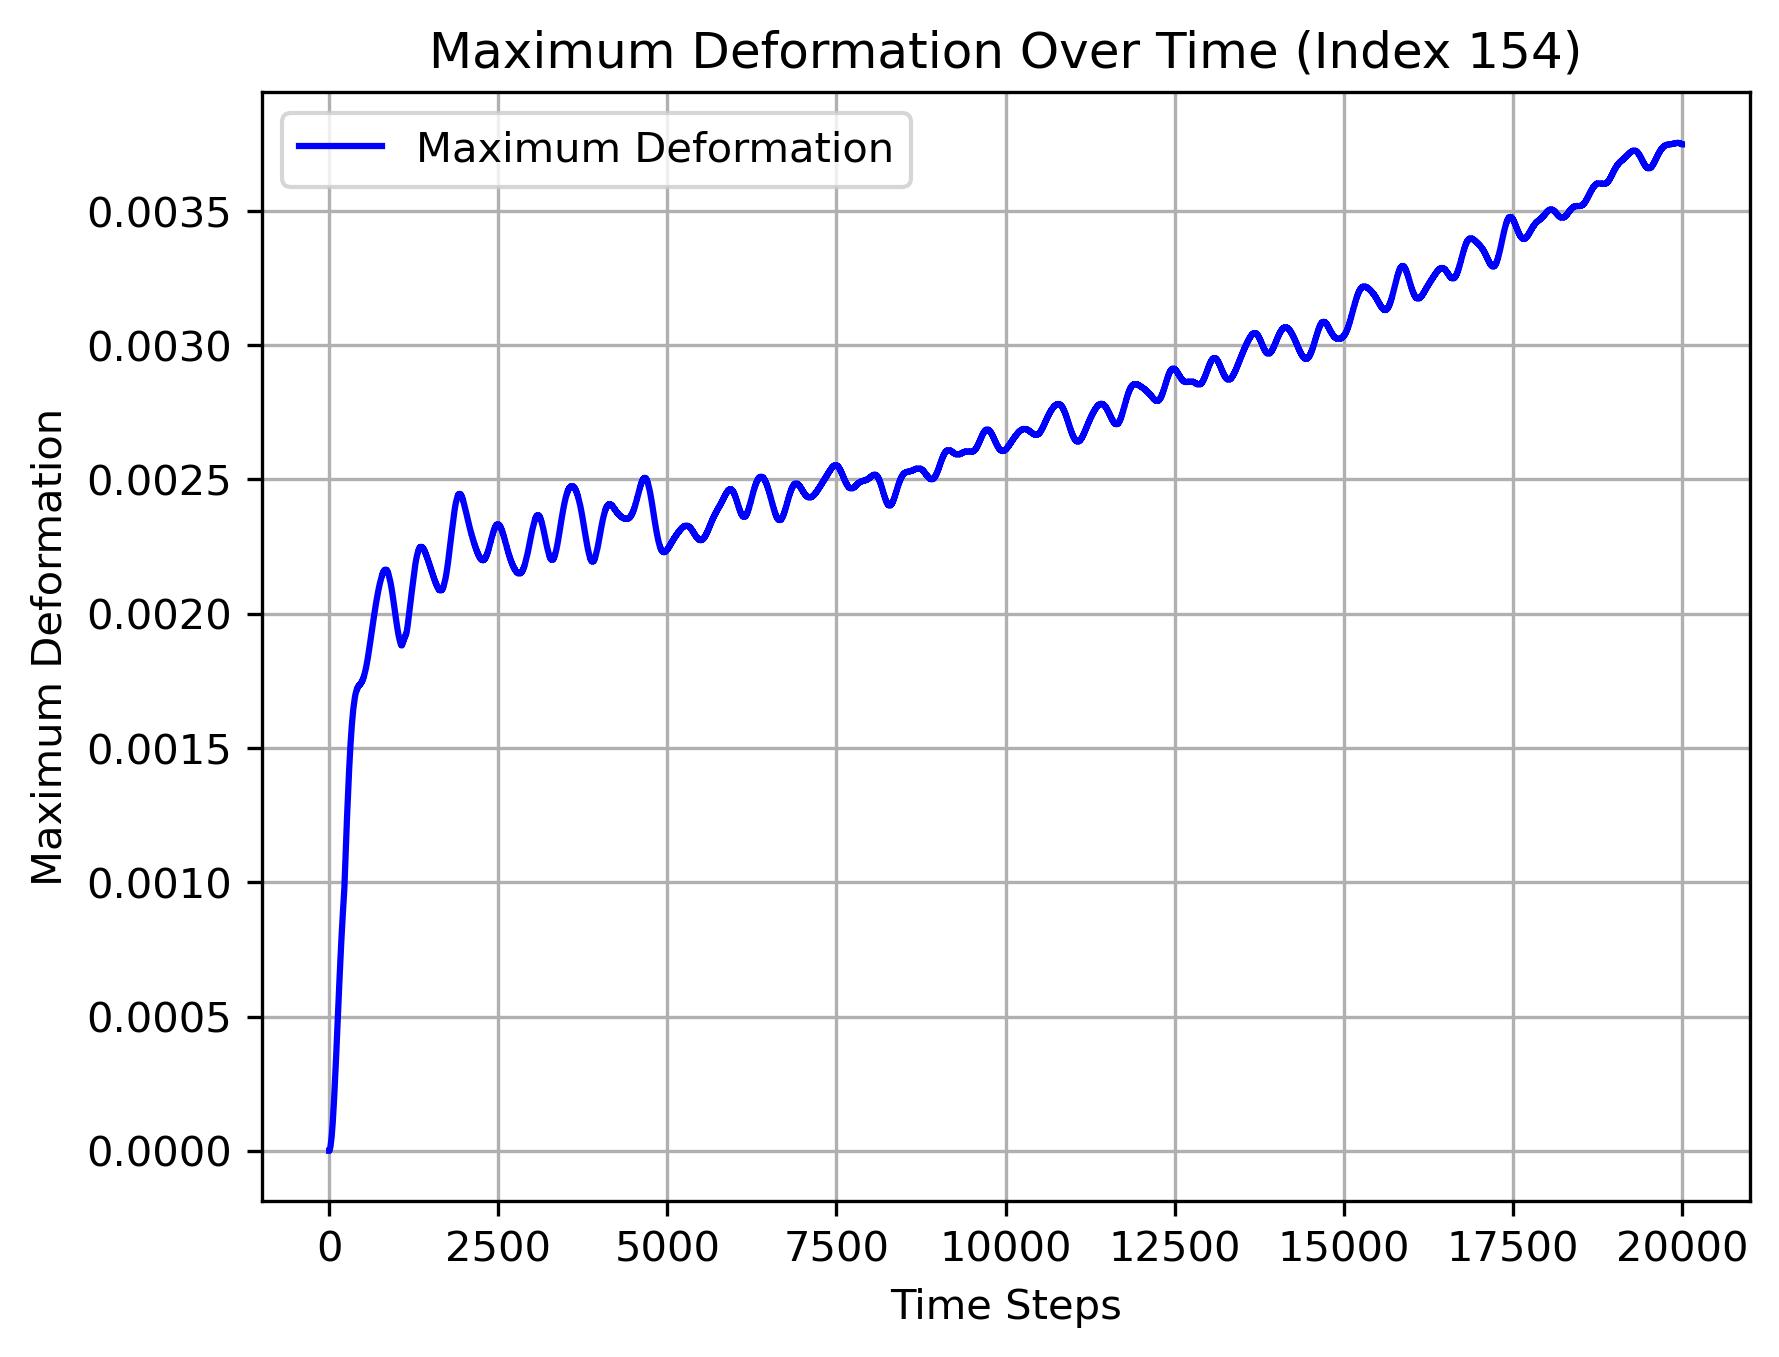 Maximum Deformation Over Time (Index 154)
Maximum Deformation
Maximum Deformation
0.0035
0.0030
0.0025
0.0020
0.0015
0.0010
0.0005
0.0000
0 2500 5000 7500 10000 12500 15000 17500 20000
Time Steps